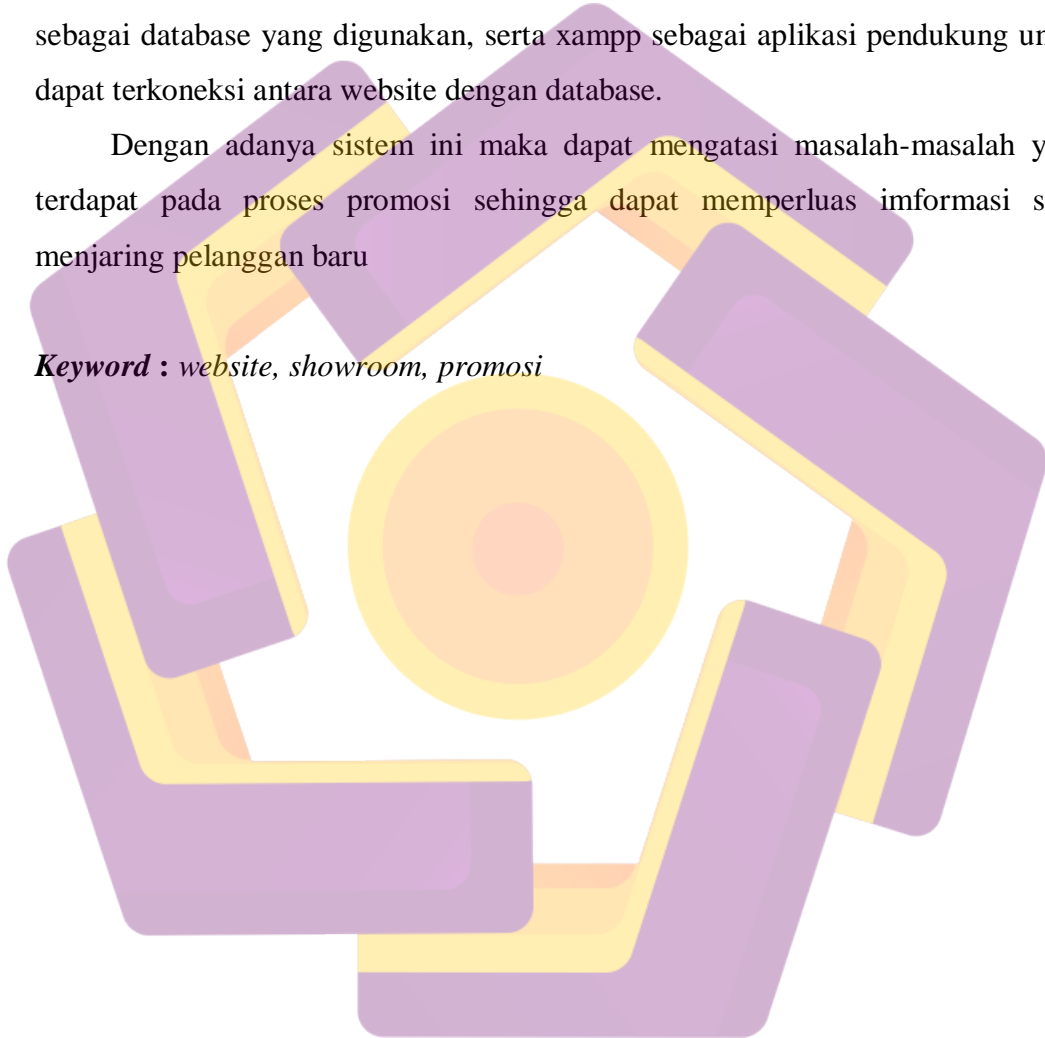 sebagai database yang digunakan, serta xampp sebagai aplikasi pendukung
dapat terkoneksi antara website dengan database.
Dengan adanya sistem ini maka dapat mengatasi masalah-masalah
terdapat pada proses promosi sehingga dapat memperluas imformasi
menjaring pelanggan baru
Keyword : website, showroom, promosi